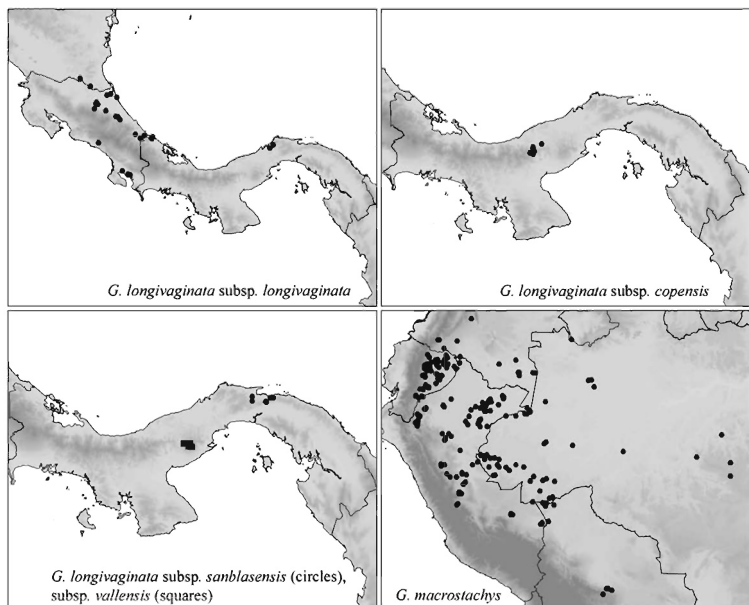 G. longivaginata subsp. longivaginata
G. longivaginata subsp. copensis
G. longivaginata subsp. sanblasensis (circles),
subsp. vallensis (squares)
G. macrostachys